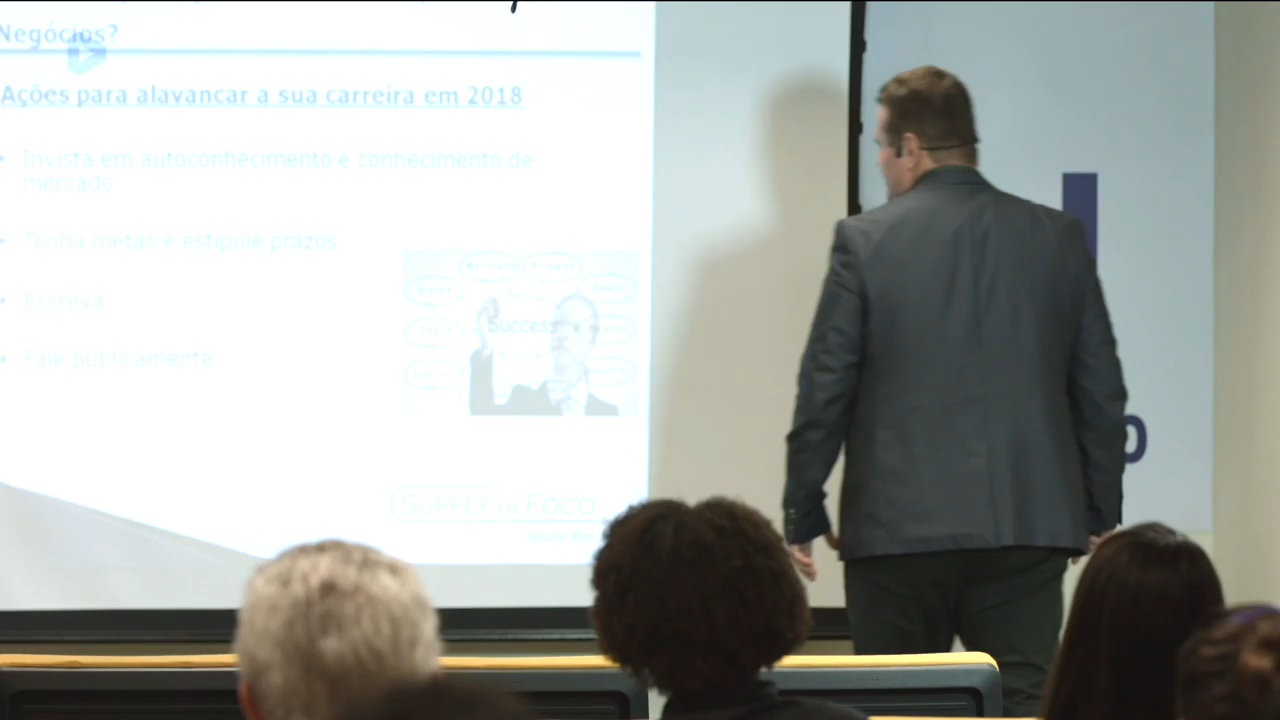 Negócios?
Ações para alavancar a sua carreira em 2018
• Invista em autoconhecimento e conhecimento de
mercado
• Tenha metas e estipule prazos
• Escreva
• Fale publicamente
Success
SUPPLY EM FOCO